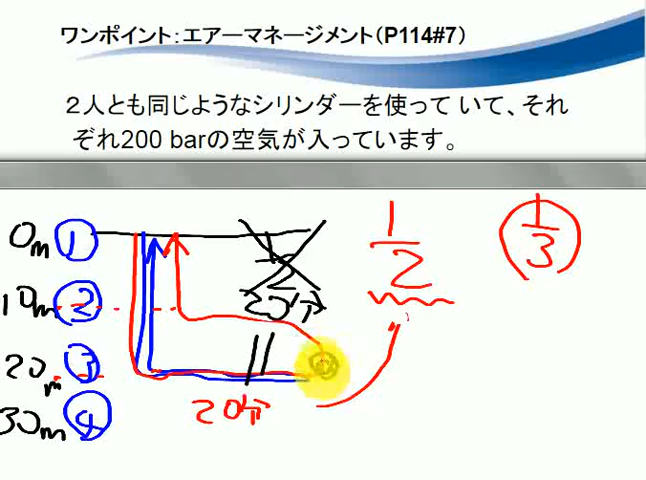 ワンポイント：エアーマネージメント（P114#7）
２人とも同じようなシリンダーを使って いて、それ
ぞれ200 barの空気が入っています。
0m ①
1/2
1/3
10m ②
20分
20m ③
30m ④
20分